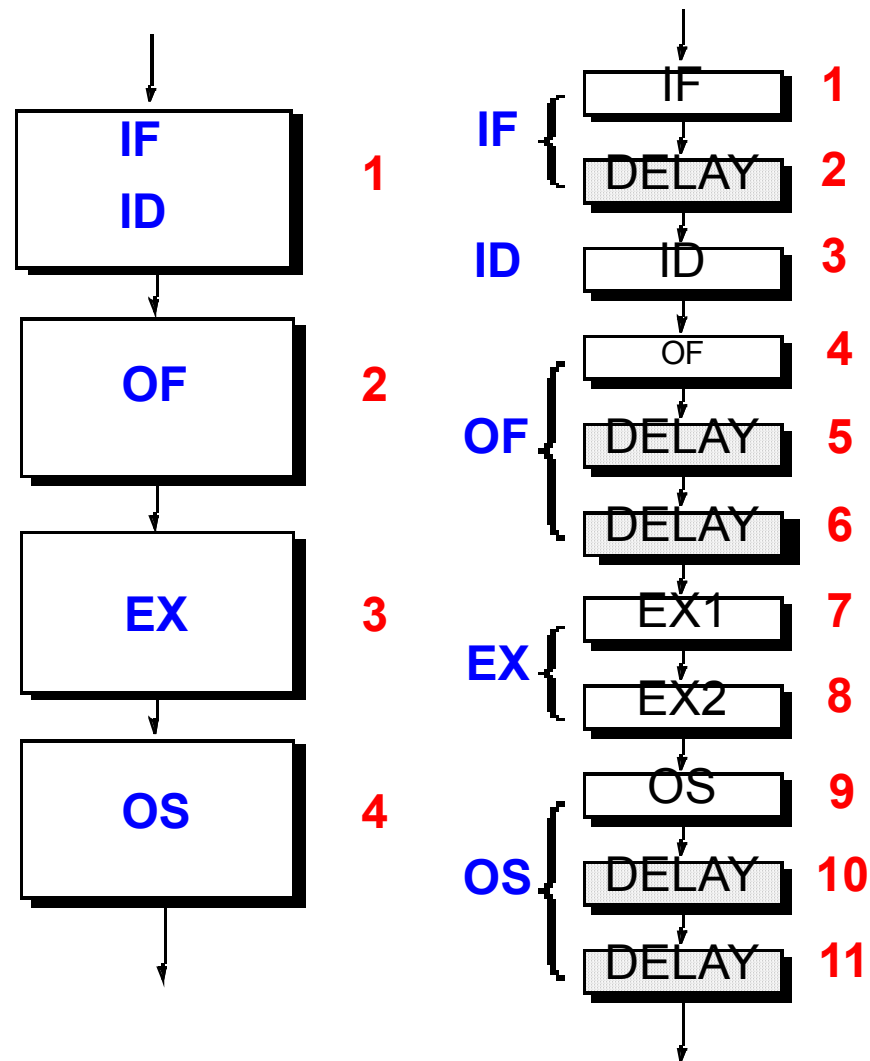 IF
ID
1
OF
2
EX
3
OS
4
IF
IF
1
DELAY
2
ID
ID
3
OF
OF
4
DELAY
5
DELAY
6
EX
EX1
7
EX2
8
OS
OS
9
DELAY
10
DELAY
11